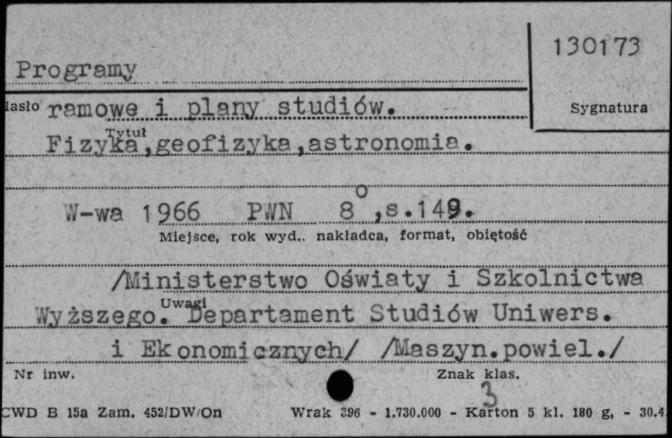 130173
Programy
Hasło ramowe i plany studiów. Sygnatura
Tytuł
Fizyka,geofizyka,astronomia.
W-wa 1966 PWN 8°,s.149.
Miejsce, rok wyd., nakładca, format, objętość
/Ministerstwo Oświaty i Szkolnictwa
Uwagi
Wyższego. Departament Studiów Uniwers.
i Ekonomicznych/ /Maszyn.powiel./
Nr inw. Znak klas.
3
CWD B 15a Zam. 452/DW/On Wrak 396 - 1.730.000 - Karton 5 kl. 180 g. - 30.4